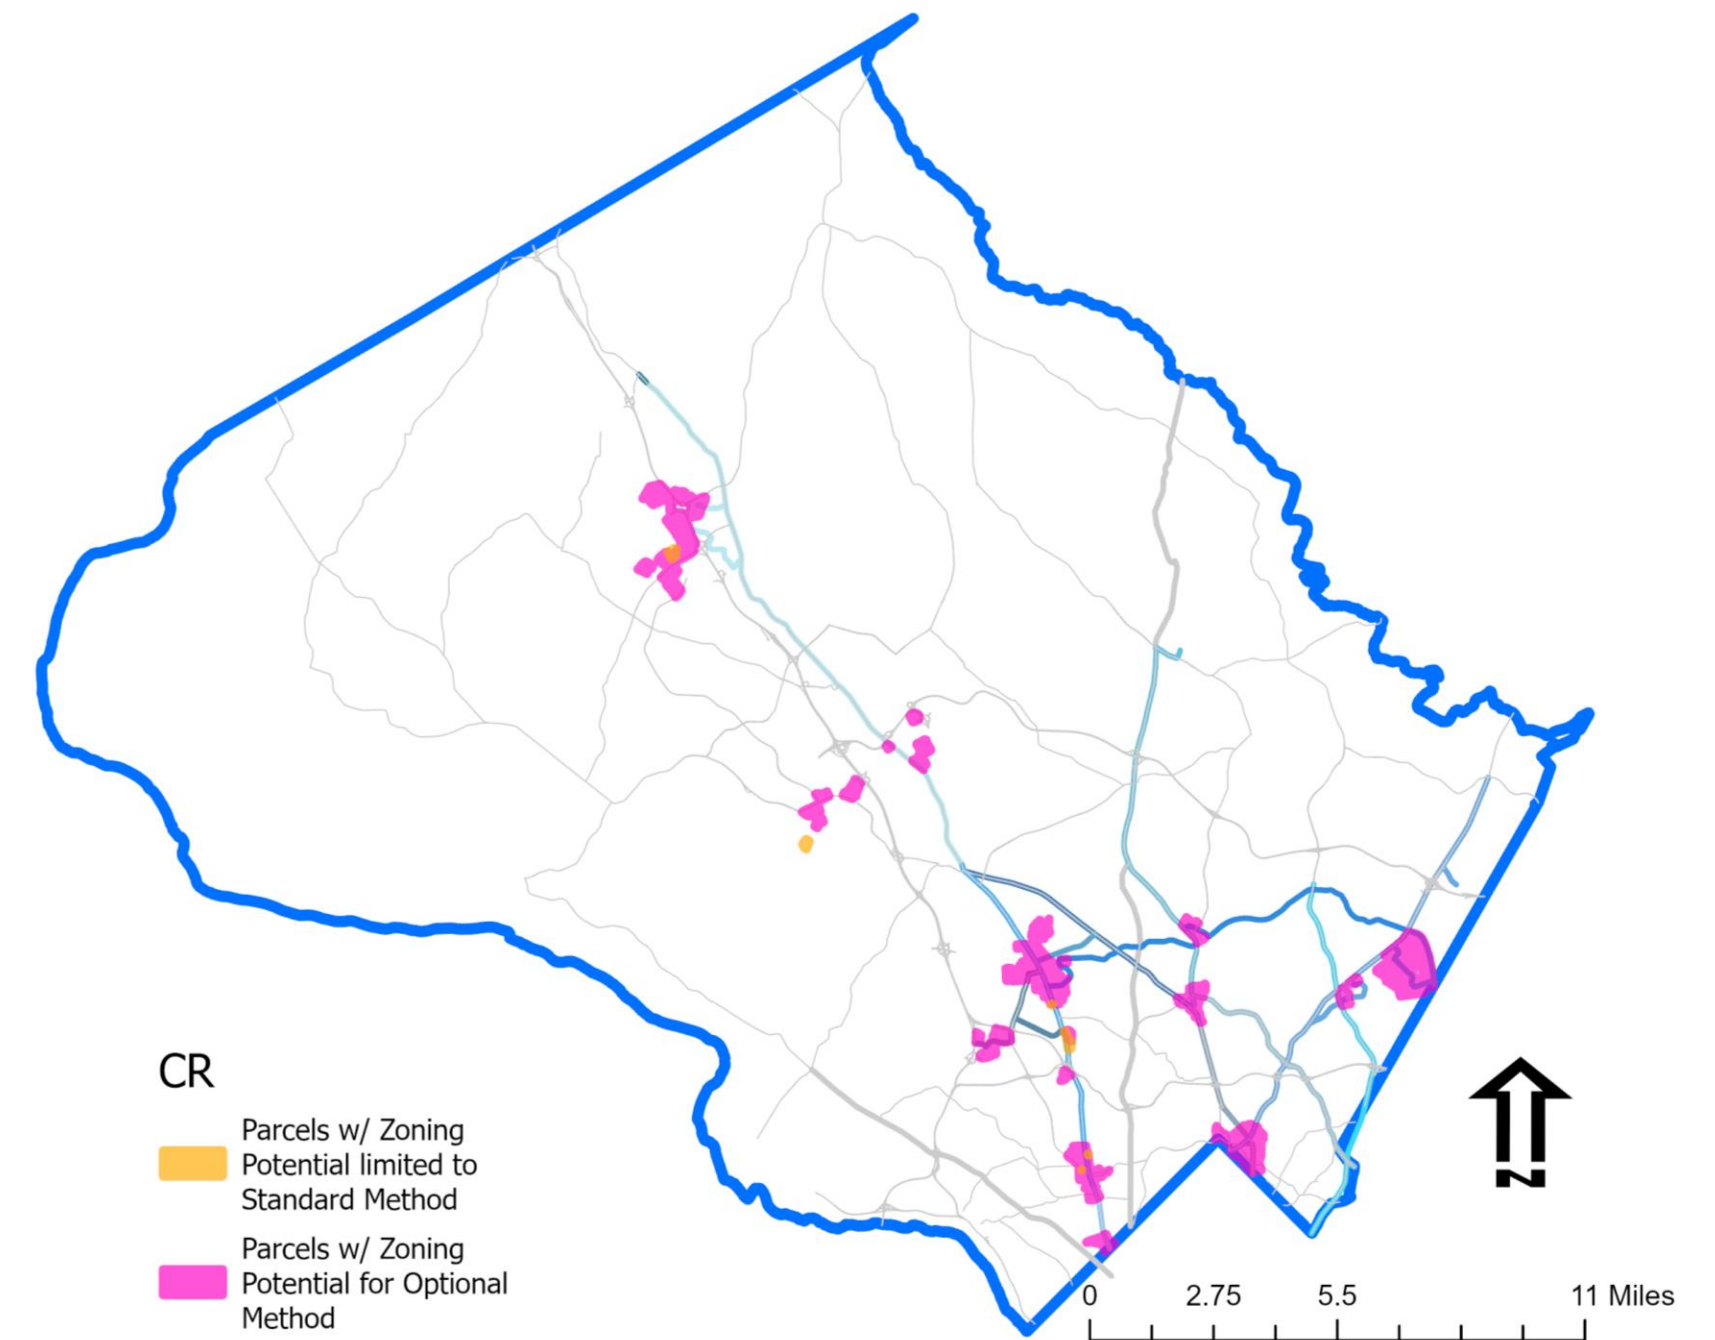 CR
Parcels w/ Zoning
Potential limited to
Standard Method
Parcels w/ Zoning
Potential for Optional
Method
N
0 2.75 5.5 11 Miles